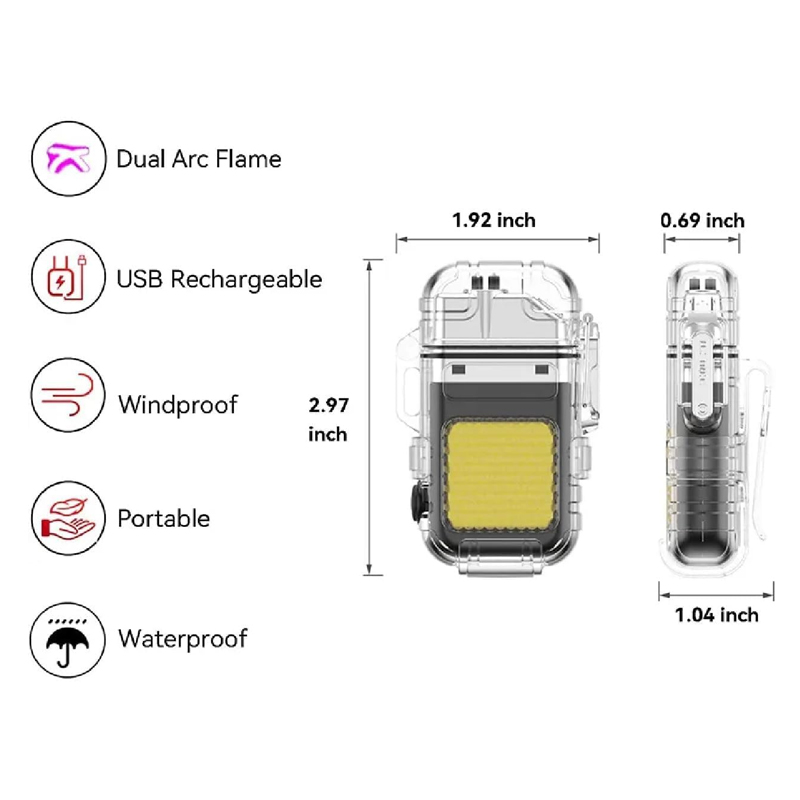 Dual Arc Flame
USB Rechargeable
Windproof
Portable
Waterproof
1.92 inch
0.69 inch
2.97
inch
1.04 inch